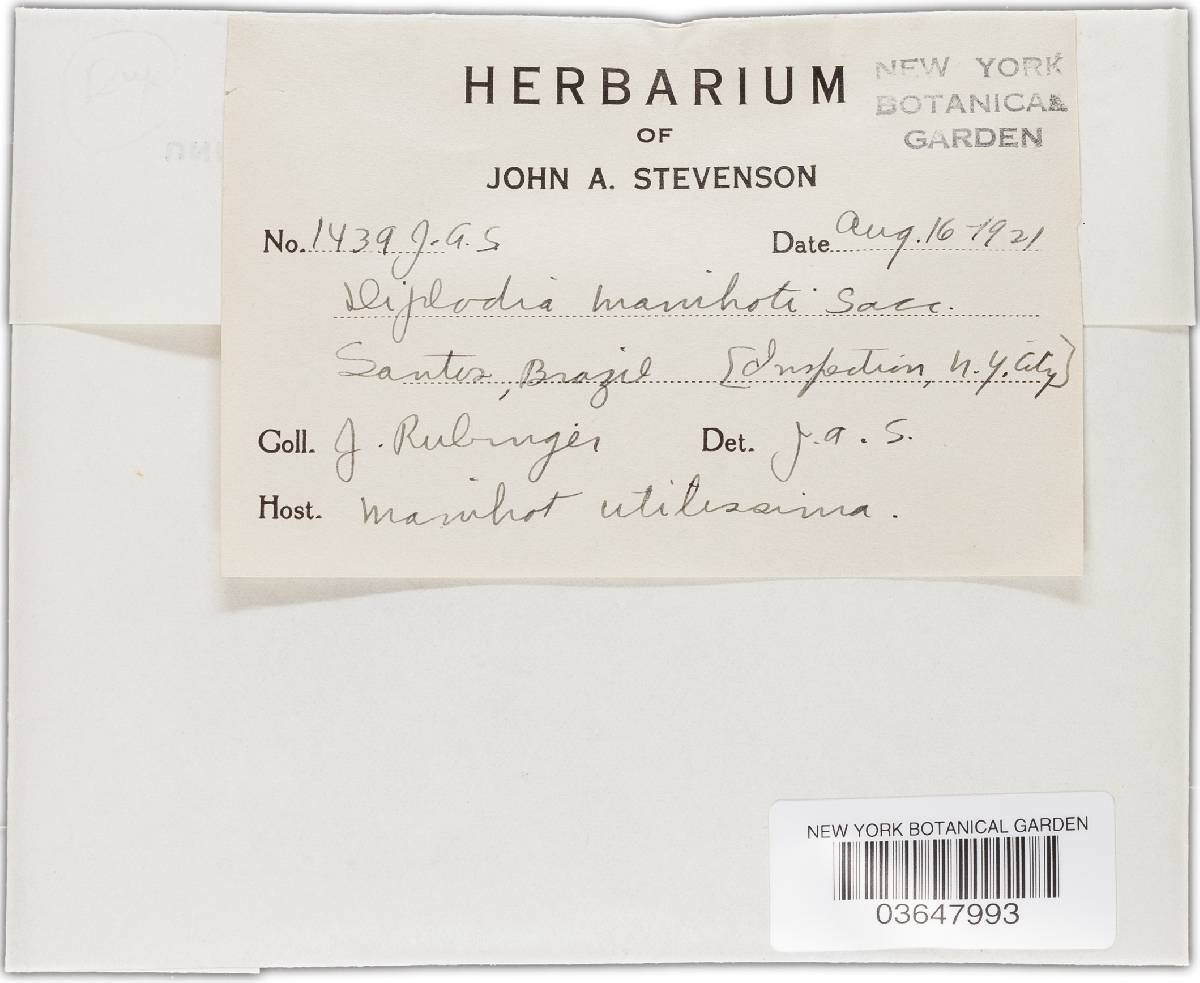 HERBARIUM
OF
JOHN A. STEVENSON
NEW YORK
BOTANICAL
GARDEN
No. 1439 J.A.S. Date Aug. 16 - 1921
Diplodia manihoti Sacc.
Santos, Brazil [Inspection, N.Y. City]
Coll. J. Rubinger Det. J.A.S.
Host. Manihot utilissima.
NEW YORK BOTANICAL GARDEN
03647993